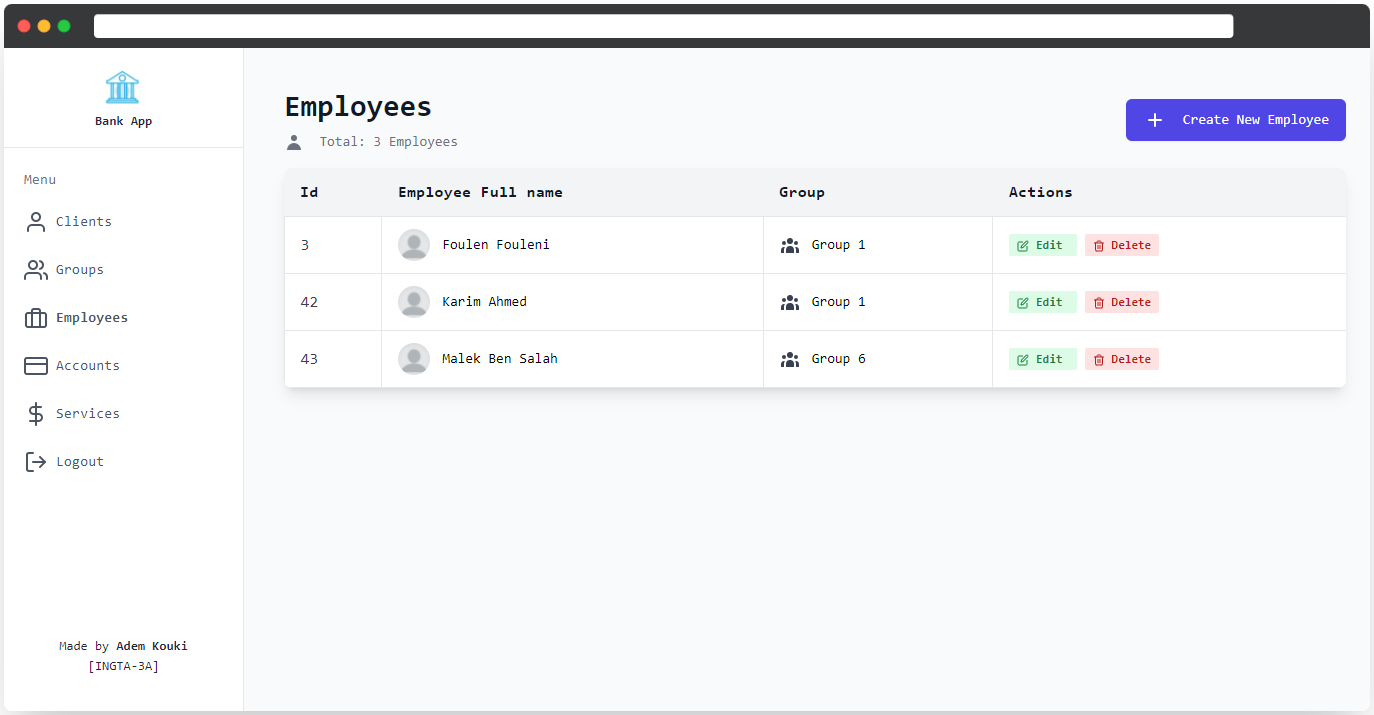 Bank App
Menu
Clients
Groups
Employees
Accounts
Services
Logout
Made by Adem Kouki
[INGTA-3A]
Employees
Total: 3 Employees
Create New Employee
Id Employee Full name Group Actions
3 Foulen Fouleni Group 1 Edit Delete
42 Karim Ahmed Group 1 Edit Delete
43 Malek Ben Salah Group 6 Edit Delete